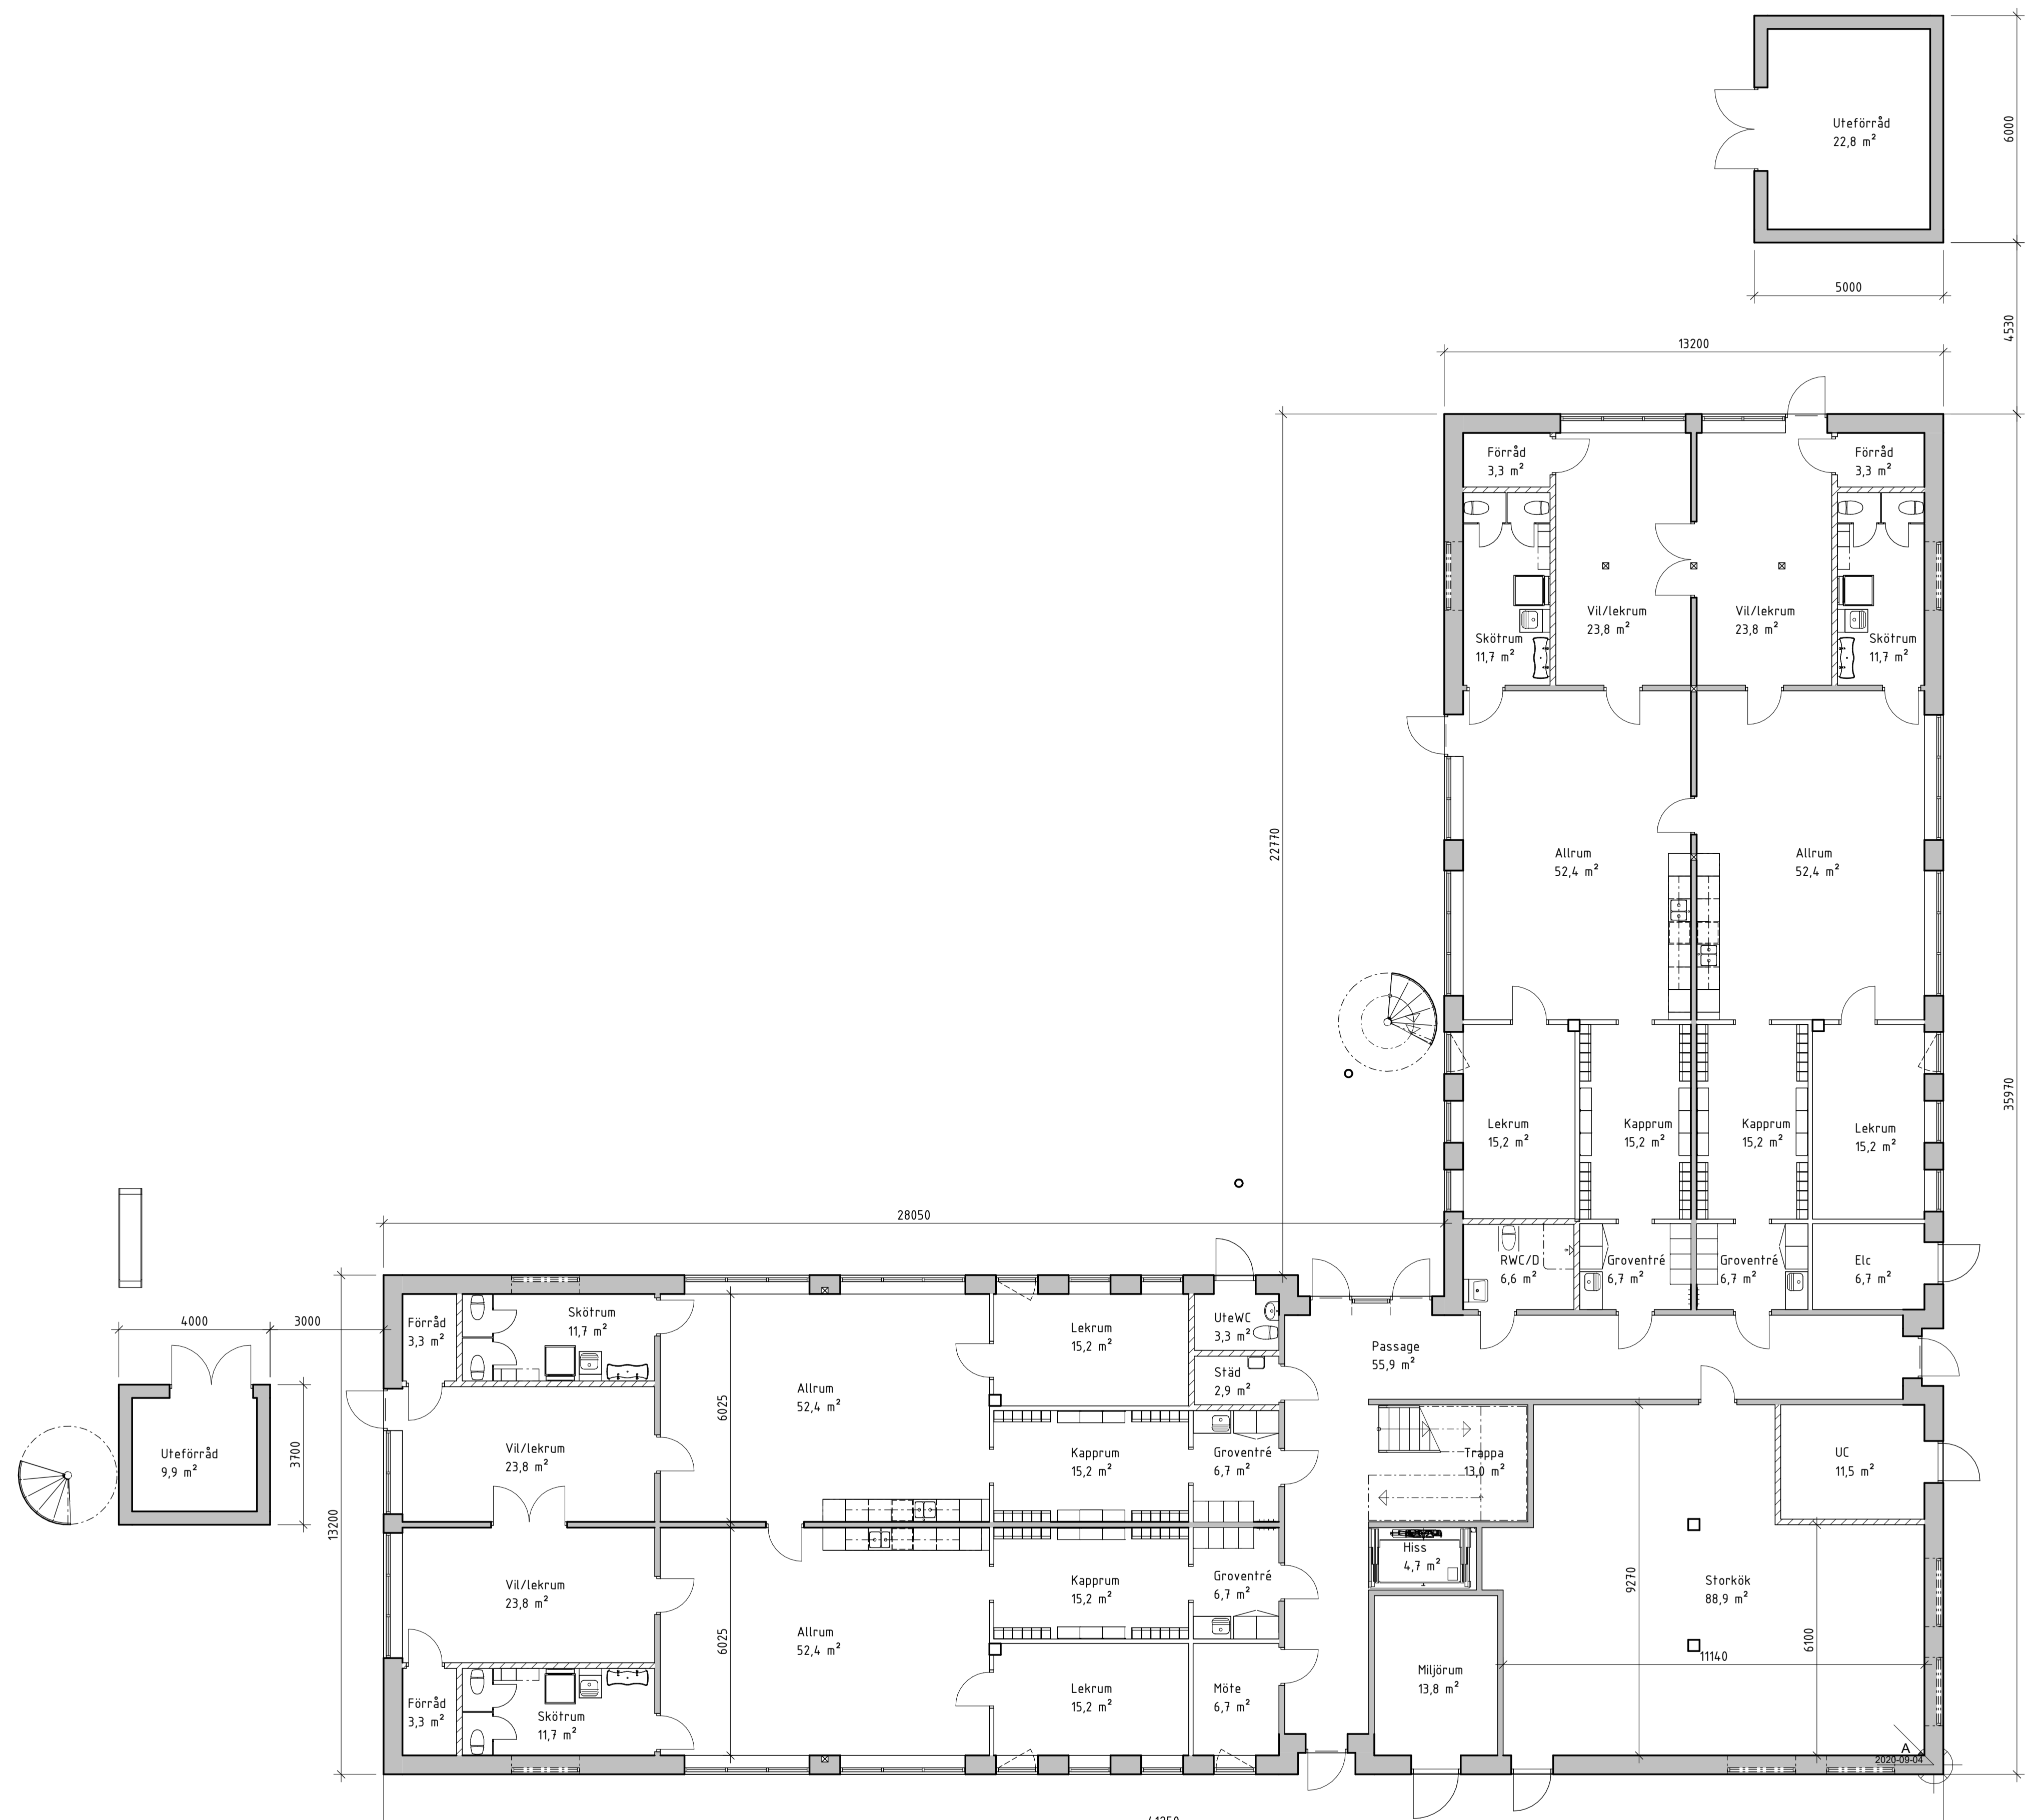 Uteförråd
22,8 m²
6000
5000
4530
13200
Förråd
3,3 m²
Förråd
3,3 m²
Vil/lekrum
23,8 m²
Vil/lekrum
23,8 m²
Skötrum
11,7 m²
Skötrum
11,7 m²
22770
Allrum
52,4 m²
Allrum
52,4 m²
35970
Lekrum
15,2 m²
Kapprum
15,2 m²
Kapprum
15,2 m²
Lekrum
15,2 m²
28050
RWC/D
6,6 m²
Groventré
6,7 m²
Groventré
6,7 m²
Elc
6,7 m²
4000
3000
Förråd
3,3 m²
Skötrum
11,7 m²
Lekrum
15,2 m²
UteWC
3,3 m²
Passage
55,9 m²
Städ
2,9 m²
Allrum
52,4 m²
6025
Uteförråd
9,9 m²
3700
13200
Vil/lekrum
23,8 m²
Kapprum
15,2 m²
Groventré
6,7 m²
Trappa
13,0 m²
UC
11,5 m²
Hiss
4,7 m²
Vil/lekrum
23,8 m²
Kapprum
15,2 m²
Groventré
6,7 m²
9270
Storkök
88,9 m²
6100
11140
Allrum
52,4 m²
6025
Förråd
3,3 m²
Skötrum
11,7 m²
Lekrum
15,2 m²
Möte
6,7 m²
Miljörum
13,8 m²
A
2020-09-04